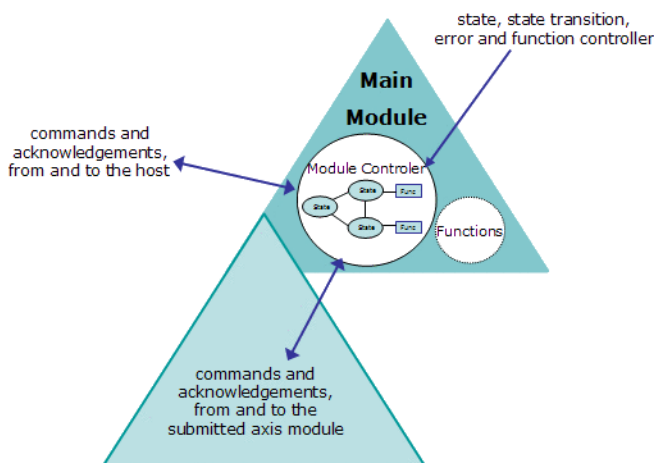 state, state transition,
error and function controller
Main
Module
commands and
acknowledgements,
from and to the host
Module Controler
State
Func
State
State
Func
Functions
commands and
acknowledgements,
from and to the
submitted axis module